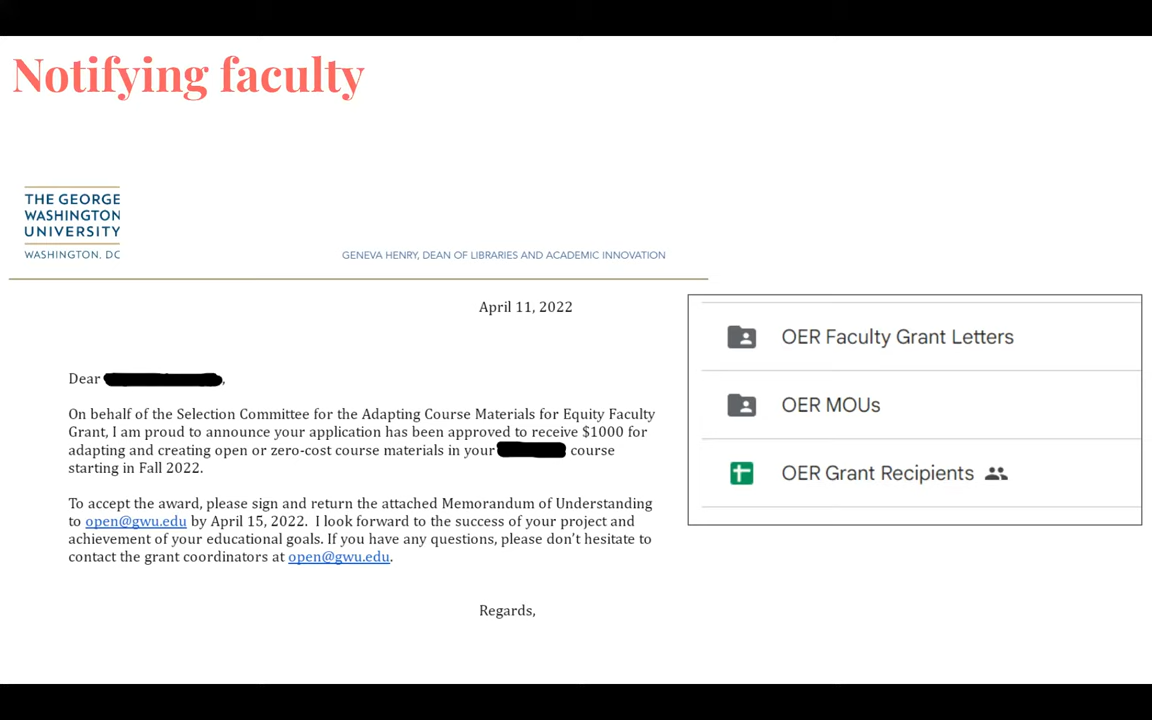 Notifying faculty
THE GEORGE
WASHINGTON
UNIVERSITY
WASHINGTON, DC
GENEVA HENRY, DEAN OF LIBRARIES AND ACADEMIC INNOVATION
April 11, 2022
Dear ,
On behalf of the Selection Committee for the Adapting Course Materials for Equity Faculty
Grant, I am proud to announce your application has been approved to receive $1000 for
adapting and creating open or zero-cost course materials in your course
starting in Fall 2022.
To accept the award, please sign and return the attached Memorandum of Understanding
to open@gwu.edu by April 15, 2022. I look forward to the success of your project and
achievement of your educational goals. If you have any questions, please don't hesitate to
contact the grant coordinators at open@gwu.edu.
Regards,
OER Faculty Grant Letters
OER MOUs
OER Grant Recipients